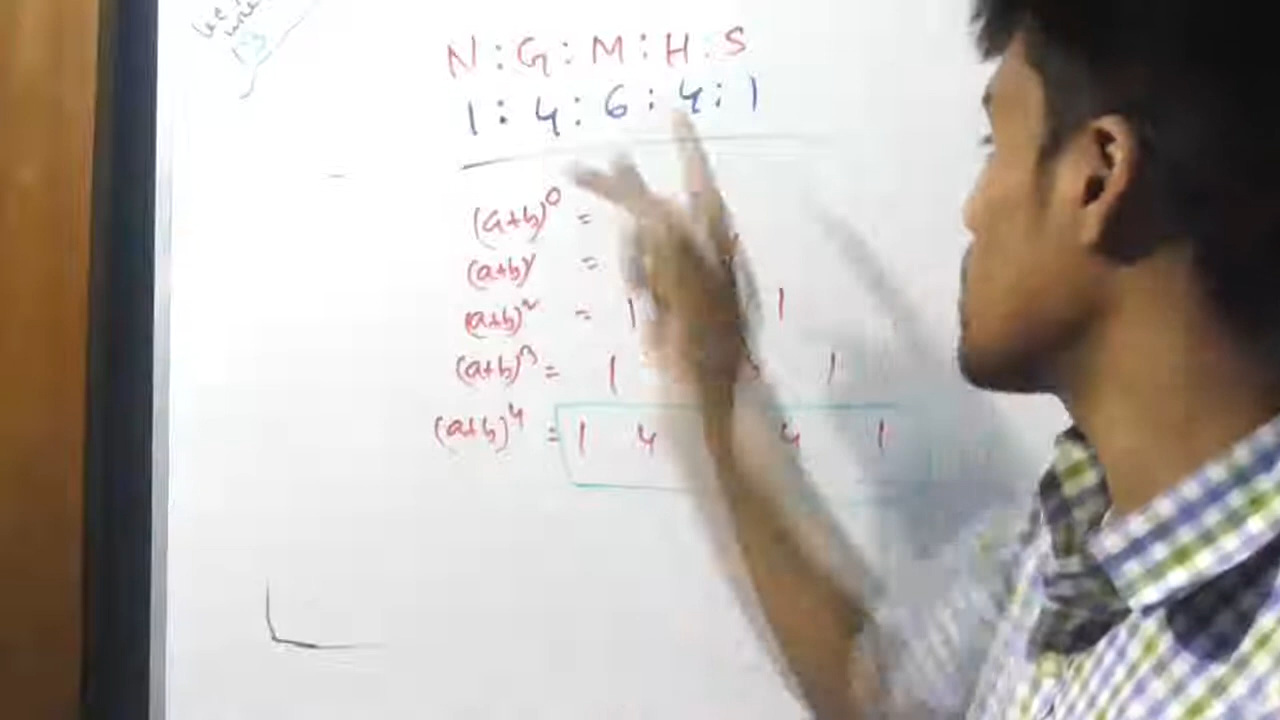 N : G : M : H : S
1 : 4 : 6 : 4 : 1
(a+b)⁰ =
(a+b)¹ =
(a+b)² = 1 1
(a+b)³ = 1 1
(a+b)⁴ = 1 4 4 1